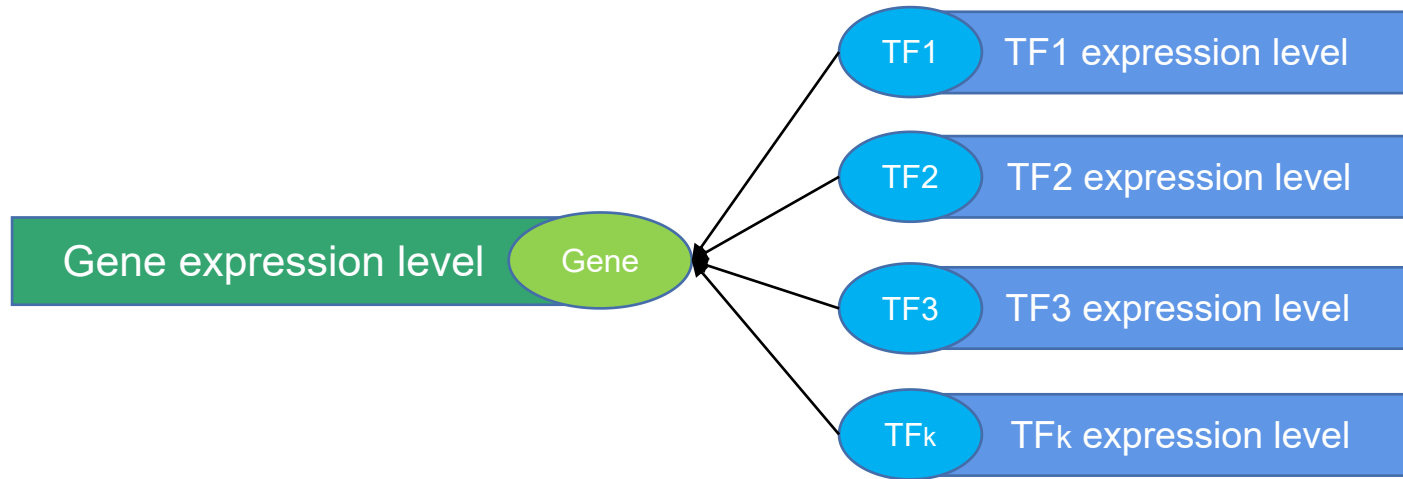 TF1 TF1 expression level
TF2 TF2 expression level
Gene expression level Gene
TF3 TF3 expression level
TFk TFk expression level